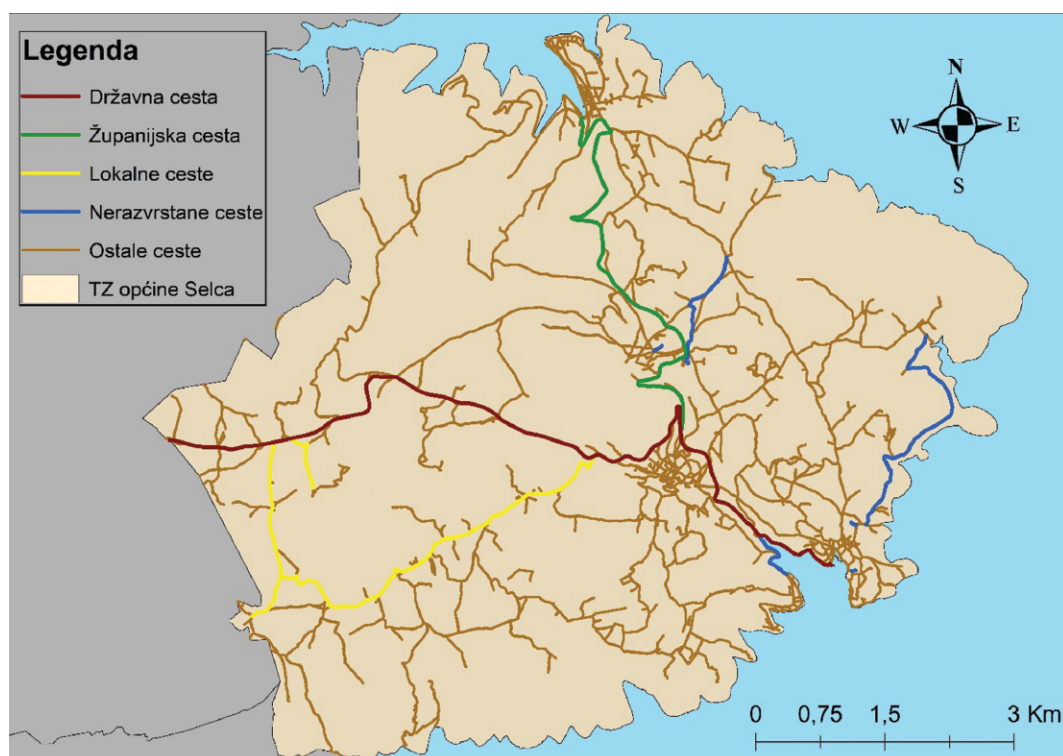 Legenda
Državna cesta
Županijska cesta
Lokalne ceste
Nerazvrstane ceste
Ostale ceste
TZ općine Selca
N
W E
S
0 0,75 1,5 3 Km